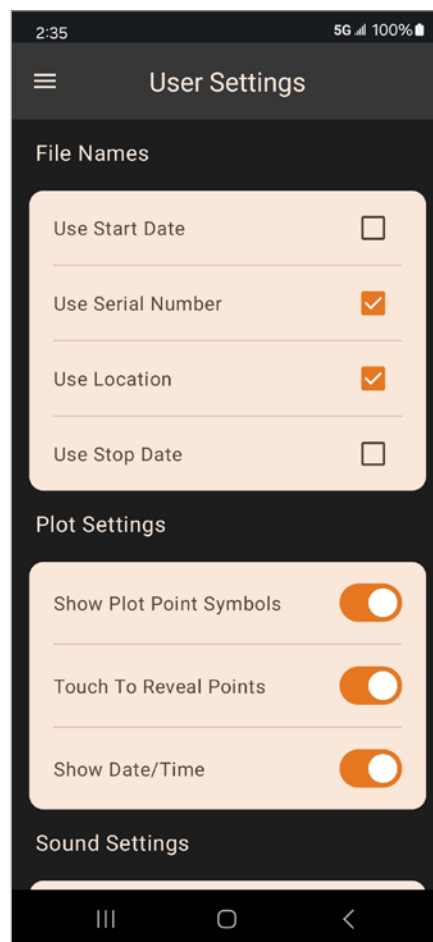 2:35 5G 100%
User Settings
File Names
Use Start Date
Use Serial Number
Use Location
Use Stop Date
Plot Settings
Show Plot Point Symbols
Touch To Reveal Points
Show Date/Time
Sound Settings